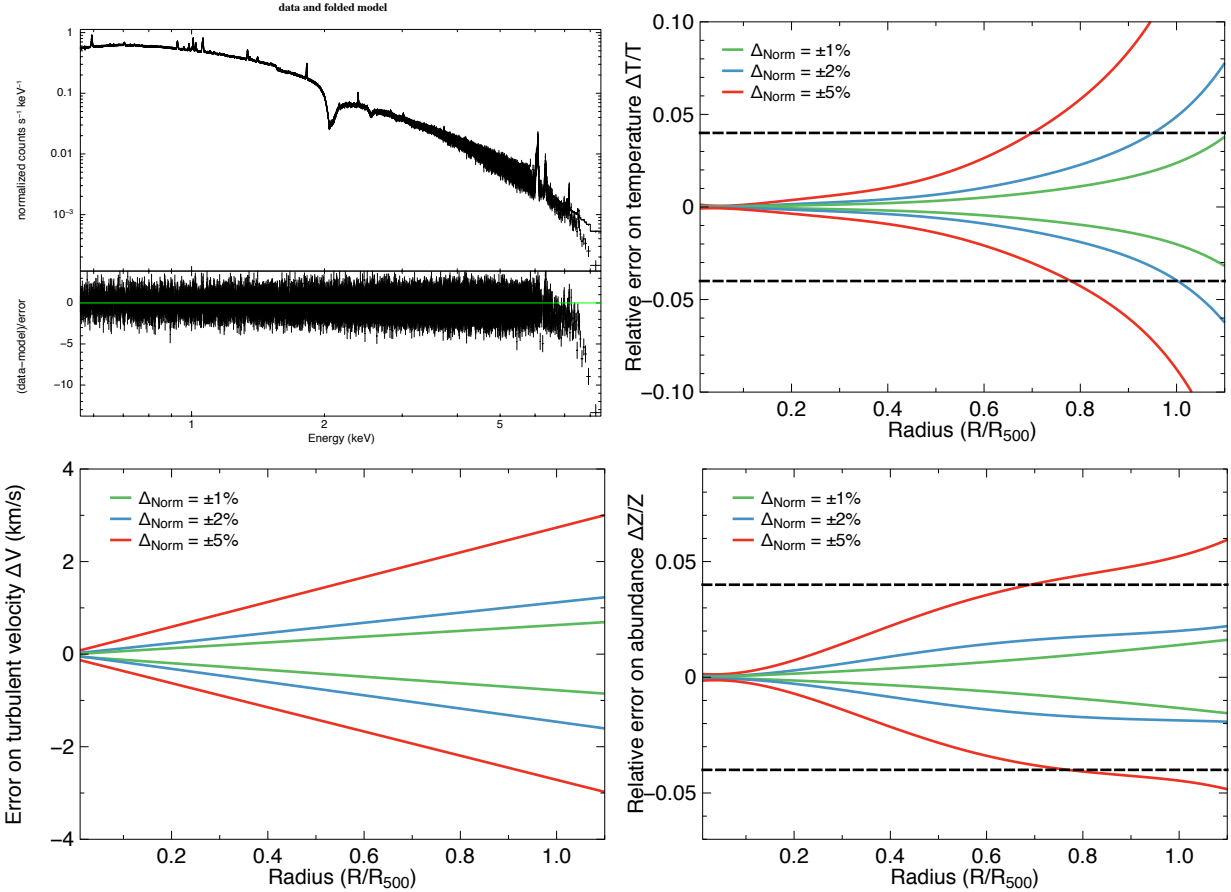 data and folded model
normalized counts s⁻¹ keV⁻¹
1
0.1
0.01
10⁻³
(data−model)/error
0
−5
−10
1
2
5
Energy (keV)
Relative error on temperature ΔT/T
0.10
0.05
0
−0.05
−0.10
Δ_Norm = ±1%
Δ_Norm = ±2%
Δ_Norm = ±5%
0.2 0.4 0.6 0.8 1.0
Radius (R/R₅₀₀)
Error on turbulent velocity ΔV (km/s)
4
2
0
−2
−4
Δ_Norm = ±1%
Δ_Norm = ±2%
Δ_Norm = ±5%
0.2 0.4 0.6 0.8 1.0
Radius (R/R₅₀₀)
Relative error on abundance ΔZ/Z
0.05
0
−0.05
Δ_Norm = ±1%
Δ_Norm = ±2%
Δ_Norm = ±5%
0.2 0.4 0.6 0.8 1.0
Radius (R/R₅₀₀)